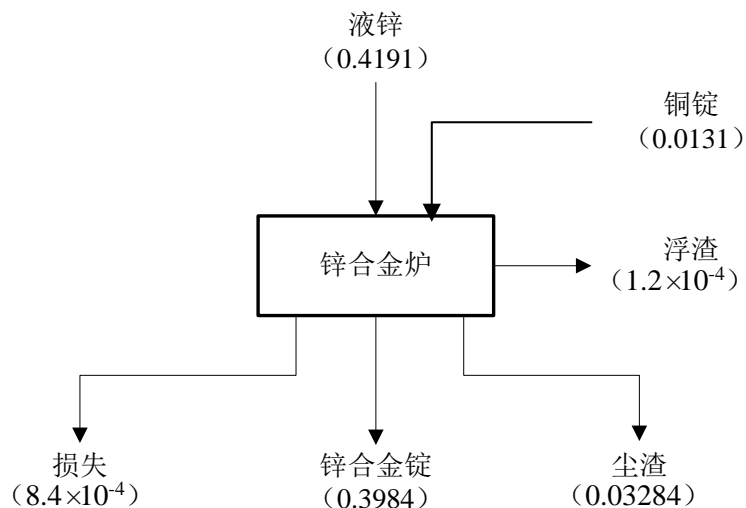 液锌
（0.4191）
铜锭
（0.0131）
锌合金炉
浮渣
（1.2×10⁻⁴）
损失
（8.4×10⁻⁴）
锌合金锭
（0.3984）
尘渣
（0.03284）